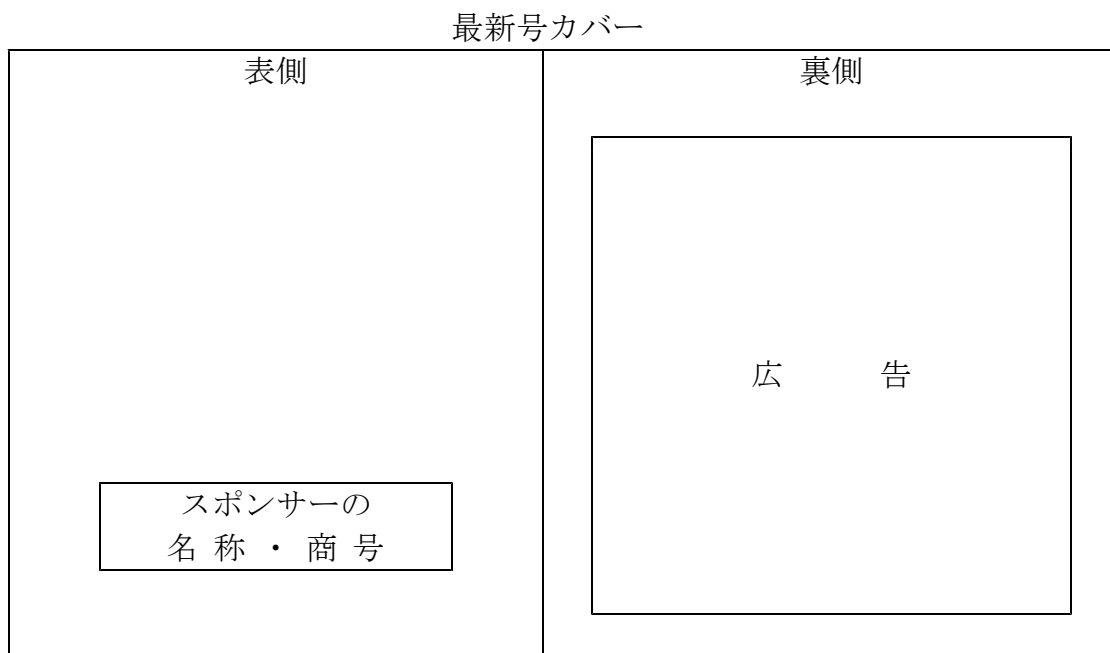 最新号カバー
表側
裏側
広 告
スポンサーの
名称・商号